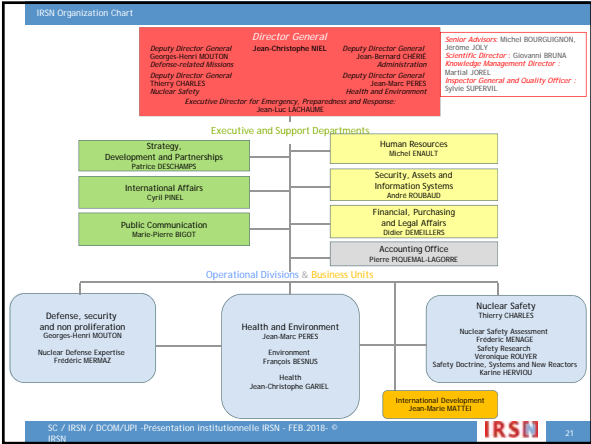 IRSN Organization Chart
Director General
Jean-Christophe NIEL
Deputy Director General
Georges-Henri MOUTON
Defense-related Missions
Deputy Director General
Jean-Bernard CHERIE
Administration
Deputy Director General
Thierry CHARLES
Nuclear Safety
Deputy Director General
Jean-Marc PERES
Health and Environment
Executive Director for Emergency, Preparedness and Response:
Jean-Luc LACHAUME
Senior Advisors: Michel BOURGUIGNON,
Jérôme JOLY
Scientific Director : Giovanni BRUNA
Knowledge Management Director :
Martial JOREL
Inspector General and Quality Officer :
Sylvie SUPERVIL
Executive and Support Departments
Strategy,
Development and Partnerships
Patrice DESCHAMPS
International Affairs
Cyril PINEL
Public Communication
Marie-Pierre BIGOT
Human Resources
Michel ENAULT
Security, Assets and
Information Systems
André ROUBAUD
Financial, Purchasing
and Legal Affairs
Didier DEMEILLERS
Accounting Office
Pierre PIQUEMAL-LAGORRE
Operational Divisions & Business Units
Defense, security
and non proliferation
Georges-Henri MOUTON
Nuclear Defense Expertise
Frédéric MERMAZ
Health and Environment
Jean-Marc PERES
Environment
François BESNUS
Health
Jean-Christophe GARIEL
Nuclear Safety
Thierry CHARLES
Nuclear Safety Assessment
Fréderic MENAGE
Safety Research
Véronique ROUYER
Safety Doctrine, Systems and New Reactors
Karine HERVIOU
International Development
Jean-Marie MATTEI
SC / IRSN / DCOM/UPI -Présentation institutionnelle IRSN - FEB.2018- ©
IRSN
IRSN
21